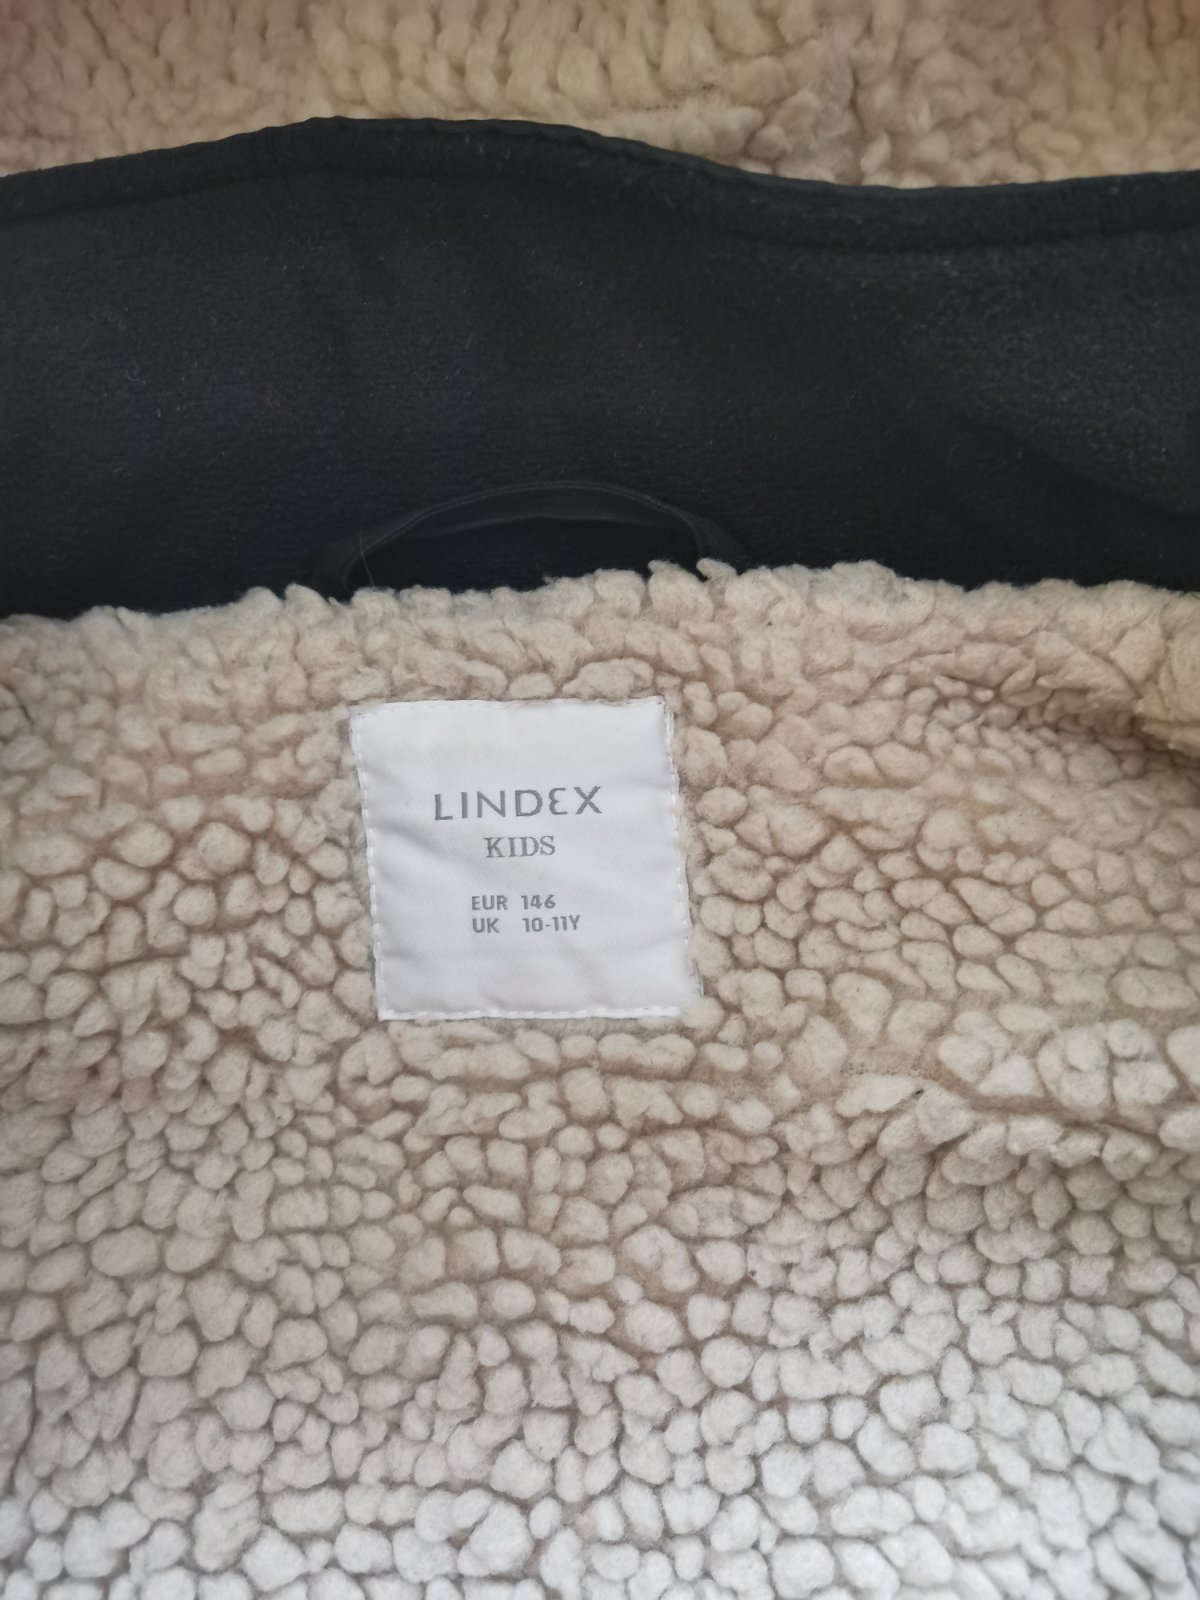 LINDEX
KIDS
EUR 146
UK 10-11Y